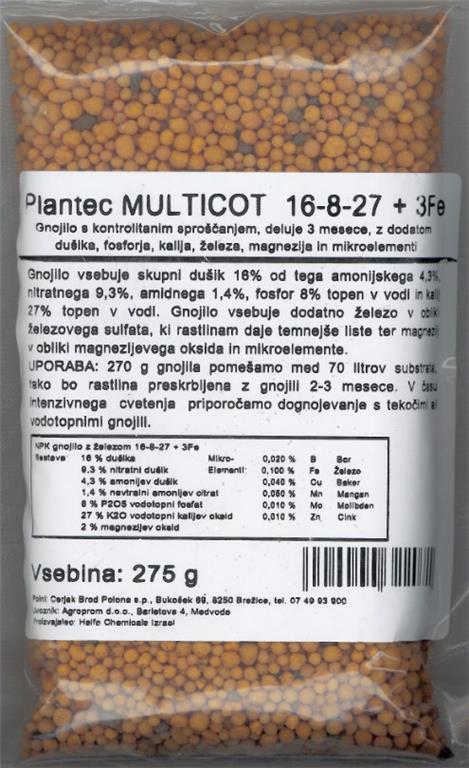 Plantec MULTICOT 16-8-27 + 3Fe
Gnojilo s kontrolitanim sproščanjem, deluje 3 mesece, z dodatom
dušika, fosforja, kalija, železa, magnezija in mikroelementi
Gnojilo vsebuje skupni dušik 16% od tega amonijskega 4,3%,
nitratnega 9,3%, amidnega 1,4%, fosfor 8% topen v vodi in kalij
27% topen v vodi. Gnojilo vsebuje dodatno železo v obliki
železovega sulfata, ki rastlinam daje temnejše liste ter magnezij
v obliki magnezijevega oksida in mikroelemente.
UPORABA: 270 g gnojila pomešamo med 70 litrov substrata,
tako bo rastlina preskrbljena z gnojili 2-3 mesece. V času
intenzivnega cvetenja priporočamo dognojevanje s tekočimi ali
vodotopnimi gnojili.
NPK gnojilo z železom 16-8-27 + 3Fe
Sestava: 16 % dušika Mikro- 0,020 % B Bor
9,3 % nitratni dušik Elementi: 0,100 % Fe Železo
4,3 % amonijev dušik 0,040 % Cu Baker
1,4 % nevtralni amonijev citrat 0,050 % Mn Mangan
8 % P2O5 vodotopni fosfat 0,010 % Mo Molibden
27 % K2O vodotopni kalijev oksid 0,010 % Zn Cink
2 % magnezijev oksid
Vsebina: 275 g
Polni: Cerjak Brod Polona s.p., Bukošek 69, 8250 Brežice, tel. 07 49 93 900
Uvoznik: Agroprom d.o.o., Barletova 4, Medvode
Proizvajalec: Haifa Chemicals Izrael